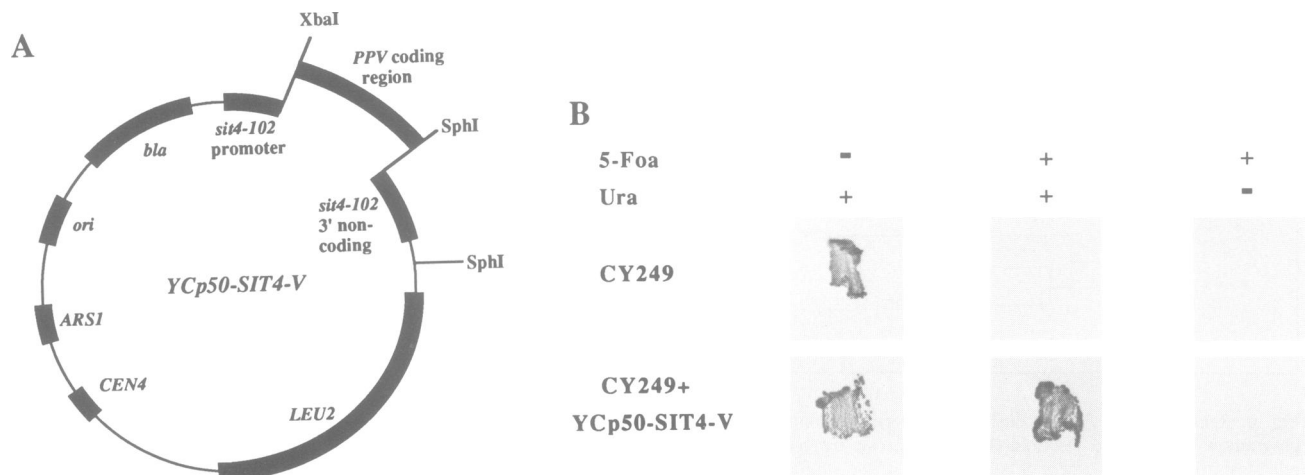 A
XbaI
PPV coding
region
SphI
sit4-102
promoter
bla
sit4-102
3' non-
coding
ori
SphI
YCp50-SIT4-V
ARS1
CEN4
LEU2
B
5-Foa - + +
Ura + + -
CY249
CY249+
YCp50-SIT4-V